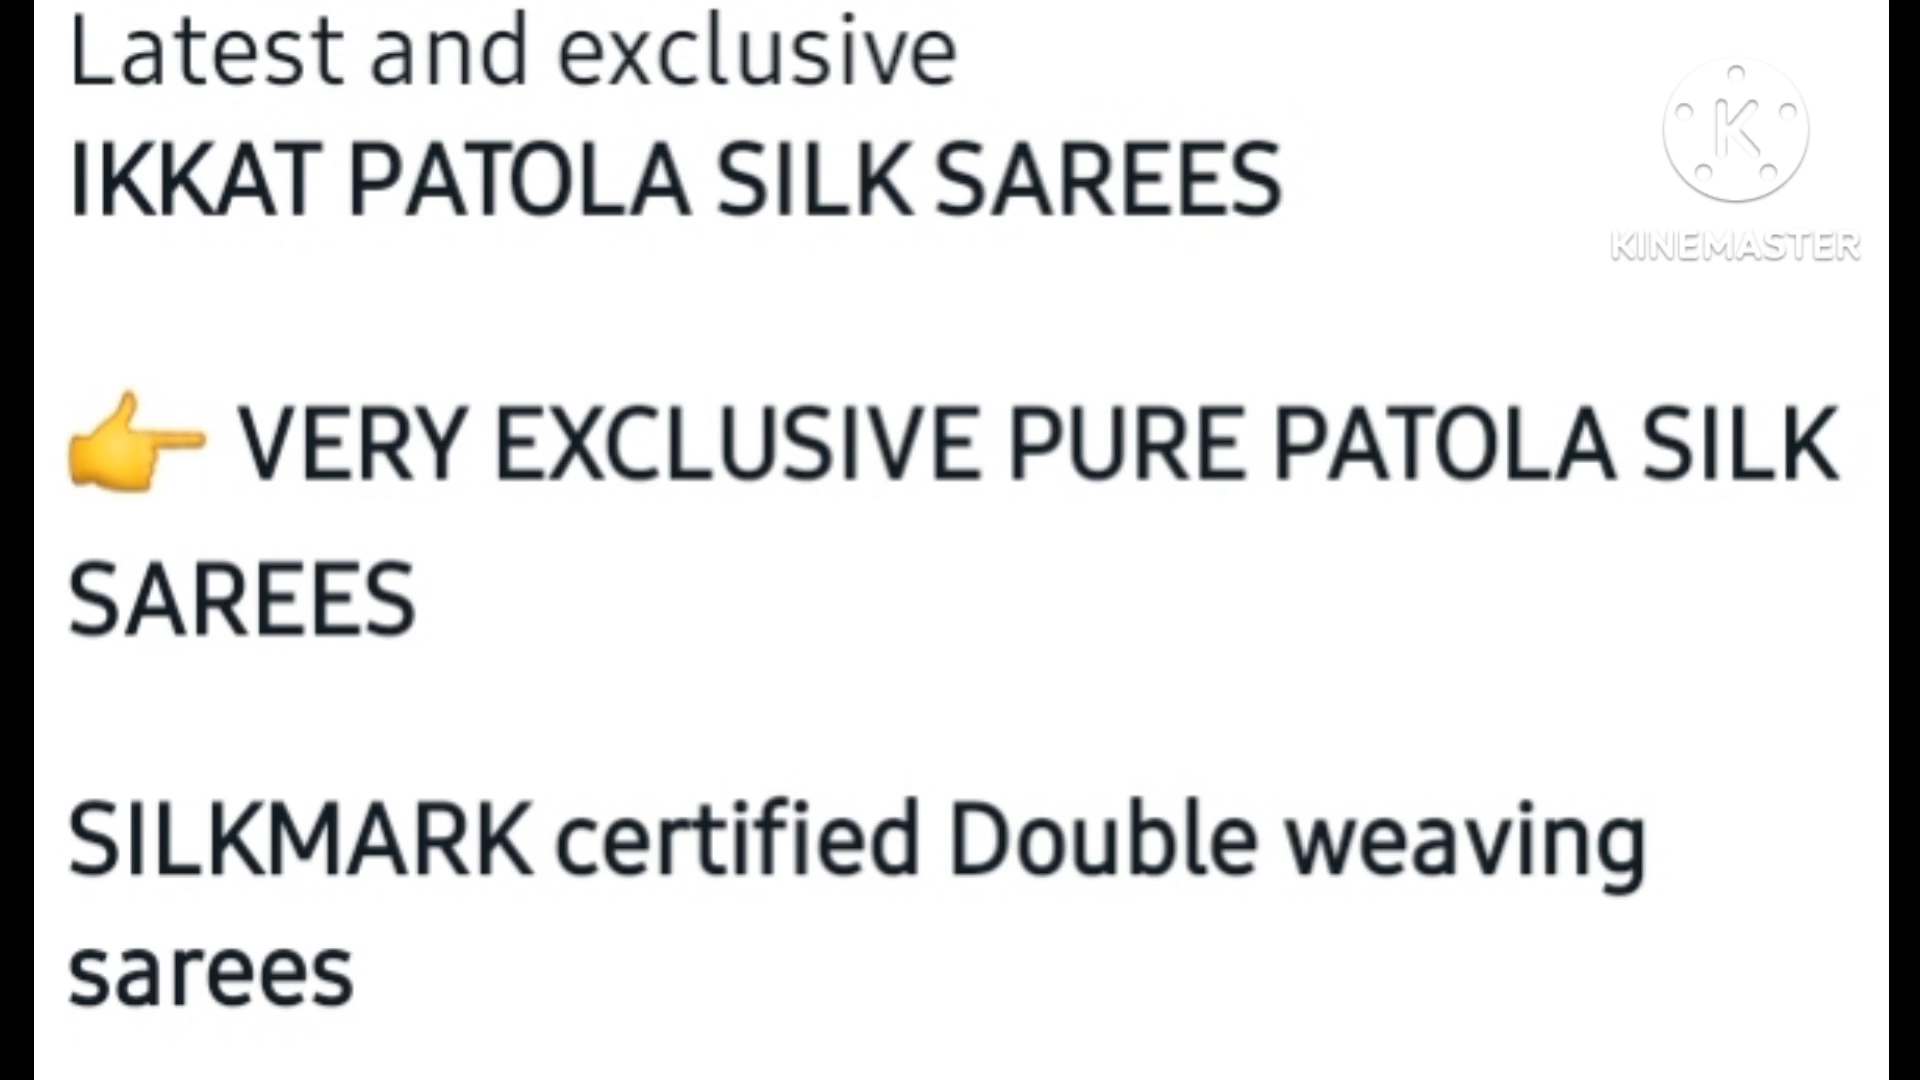 Latest and exclusive
IKKAT PATOLA SILK SAREES
K
KINEMASTER
👉 VERY EXCLUSIVE PURE PATOLA SILK
SAREES
SILKMARK certified Double weaving
sarees